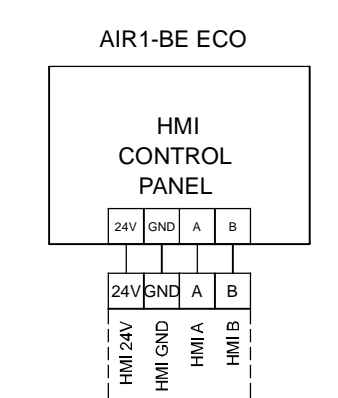 AIR1-BE ECO
HMI
CONTROL
PANEL
24V GND A B
24V GND A B
HMI 24V
HMI GND
HMI A
HMI B